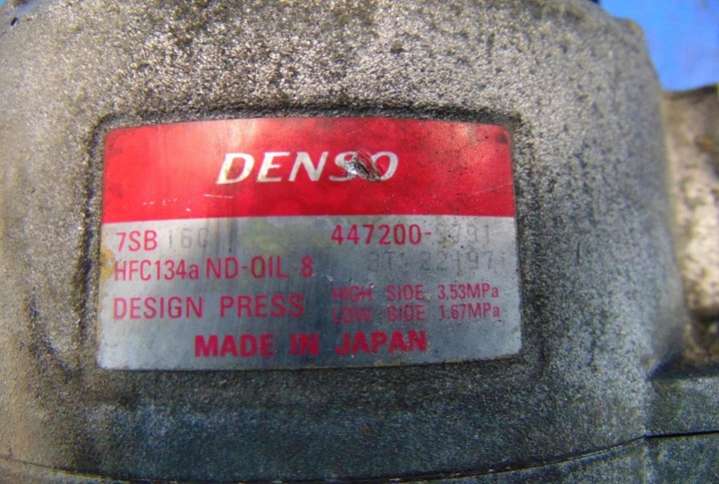 DENSO
7SB 16C 447200-
HFC134a ND-OIL 8
DESIGN PRESS HIGH SIDE 3.53MPa
LOW SIDE 1.67MPa
MADE IN JAPAN